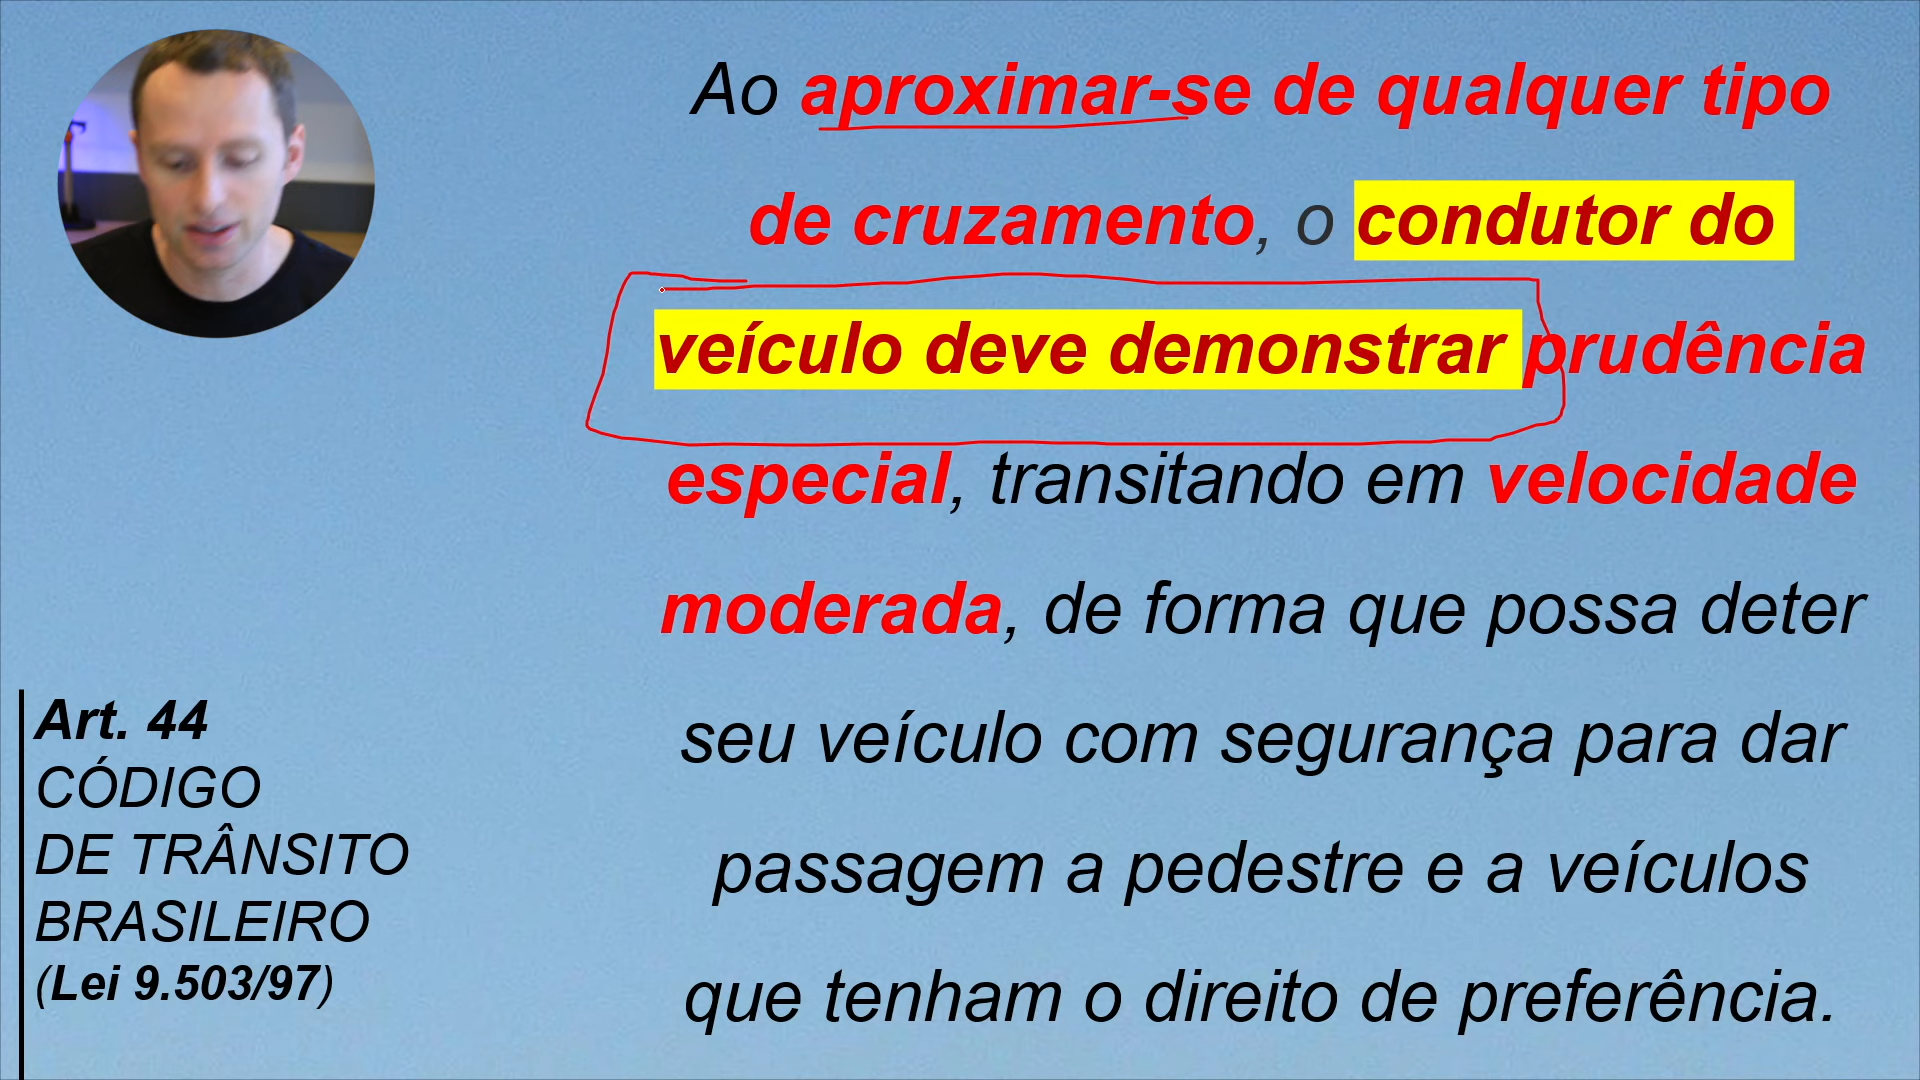 Ao aproximar-se de qualquer tipo
de cruzamento, o condutor do
veículo deve demonstrar prudência
especial, transitando em velocidade
moderada, de forma que possa deter
seu veículo com segurança para dar
passagem a pedestre e a veículos
que tenham o direito de preferência.
Art. 44
CÓDIGO
DE TRÂNSITO
BRASILEIRO
(Lei 9.503/97)